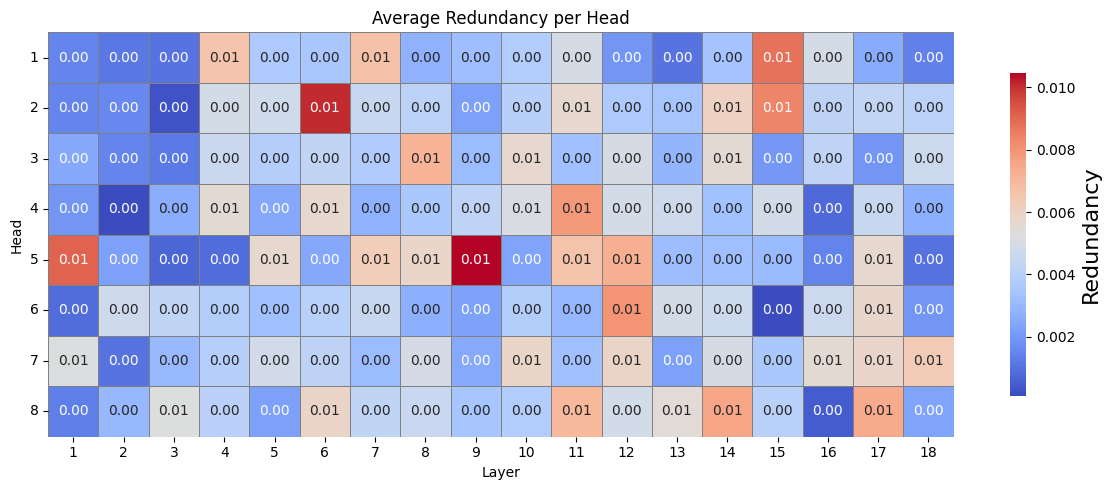 Average Redundancy per Head
1 0.00 0.00 0.00 0.01 0.00 0.00 0.01 0.00 0.00 0.00 0.00 0.00 0.00 0.00 0.01 0.00 0.00 0.00
2 0.00 0.00 0.00 0.00 0.00 0.01 0.00 0.00 0.00 0.00 0.01 0.00 0.00 0.01 0.01 0.00 0.00 0.00
3 0.00 0.00 0.00 0.00 0.00 0.00 0.00 0.01 0.00 0.01 0.00 0.00 0.00 0.01 0.00 0.00 0.00 0.00
4 0.00 0.00 0.00 0.01 0.00 0.01 0.00 0.00 0.00 0.01 0.01 0.00 0.00 0.00 0.00 0.00 0.00 0.00
5 0.01 0.00 0.00 0.00 0.01 0.00 0.01 0.01 0.01 0.00 0.01 0.01 0.00 0.00 0.00 0.00 0.01 0.00
6 0.00 0.00 0.00 0.00 0.00 0.00 0.00 0.00 0.00 0.00 0.00 0.01 0.00 0.00 0.00 0.00 0.01 0.00
7 0.01 0.00 0.00 0.00 0.00 0.00 0.00 0.00 0.00 0.01 0.00 0.01 0.00 0.00 0.00 0.01 0.01 0.01
8 0.00 0.00 0.01 0.00 0.00 0.01 0.00 0.00 0.00 0.00 0.01 0.00 0.01 0.01 0.00 0.00 0.01 0.00
1 2 3 4 5 6 7 8 9 10 11 12 13 14 15 16 17 18
Layer
Head
0.010
0.008
0.006
0.004
0.002
Redundancy